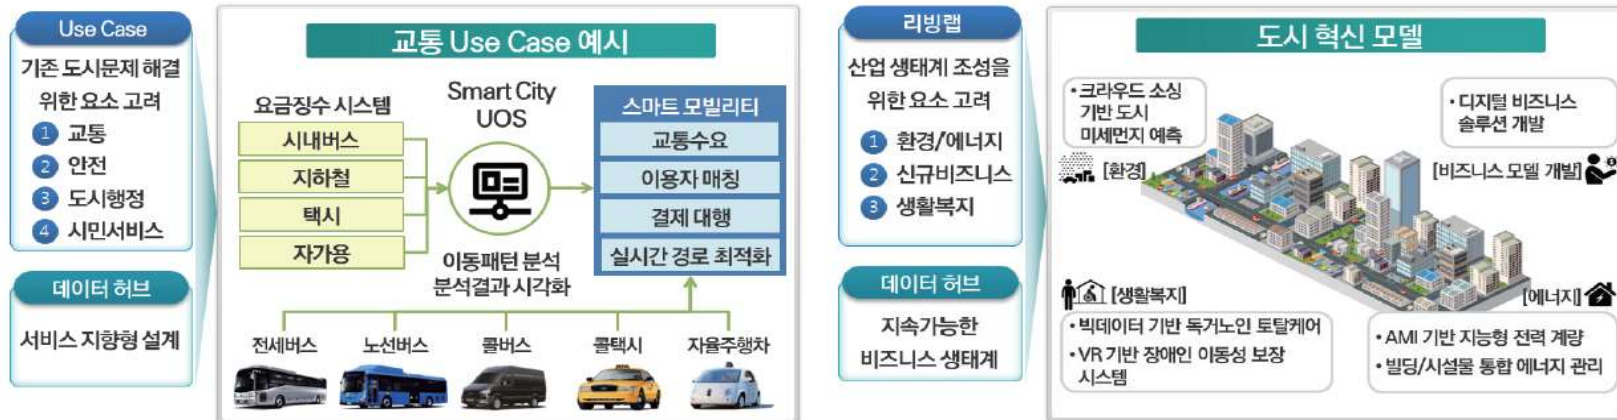 Use Case
기존 도시문제 해결
위한 요소 고려
1 교통
2 안전
3 도시행정
4 시민서비스
데이터 허브
서비스 지향형 설계
교통 Use Case 예시
요금징수 시스템
시내버스
지하철
택시
자가용
Smart City
UOS
이동패턴 분석
분석결과 시각화
스마트 모빌리티
교통수요
이용자 매칭
결제 대행
실시간 경로 최적화
전세버스
노선버스
콜버스
콜택시
자율주행차
리빙랩
산업 생태계 조성을
위한 요소 고려
1 환경/에너지
2 신규비즈니스
3 생활복지
데이터 허브
지속가능한
비즈니스 생태계
도시 혁신 모델
• 크라우드 소싱
기반 도시
미세먼지 예측
[환경]
• 디지털 비즈니스
솔루션 개발
[비즈니스 모델 개발]
[생활복지]
• 빅데이터 기반 독거노인 토탈케어
• VR 기반 장애인 이동성 보장
시스템
[에너지]
• AMI 기반 지능형 전력 계량
• 빌딩/시설물 통합 에너지 관리